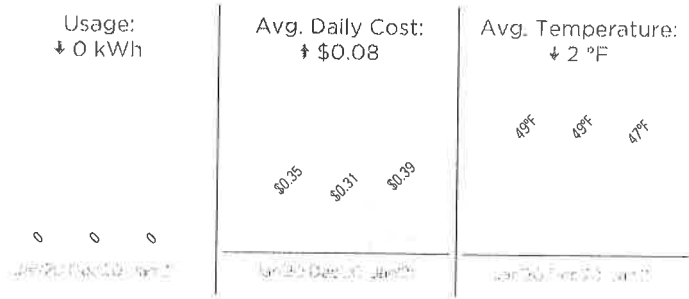 Usage:
↓ 0 kWh
0 0 0
Avg. Daily Cost:
↑ $0.08
$0.35 $0.31 $0.39
Avg. Temperature:
↓ 2 °F
49°F 49°F 47°F